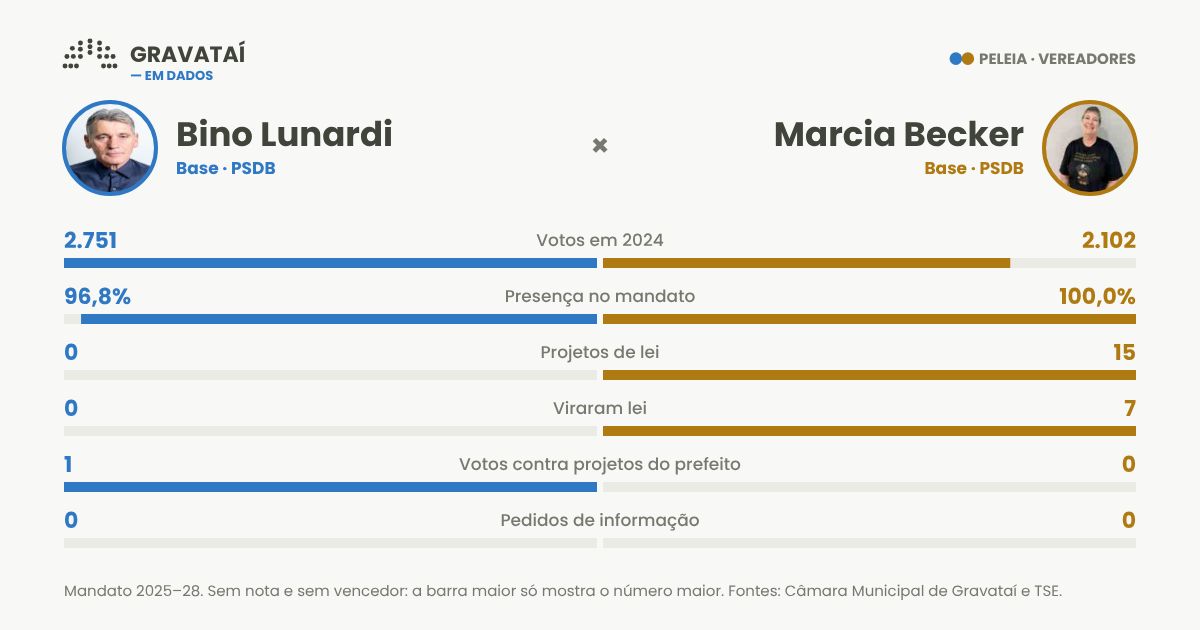 GRAVATAÍ
— EM DADOS
PELEIA · VEREADORES
Bino Lunardi
Base · PSDB
×
Marcia Becker
Base · PSDB
2.751 Votos em 2024 2.102
96,8% Presença no mandato 100,0%
0 Projetos de lei 15
0 Viraram lei 7
1 Votos contra projetos do prefeito 0
0 Pedidos de informação 0
Mandato 2025–28. Sem nota e sem vencedor: a barra maior só mostra o número maior. Fontes: Câmara Municipal de Gravataí e TSE.